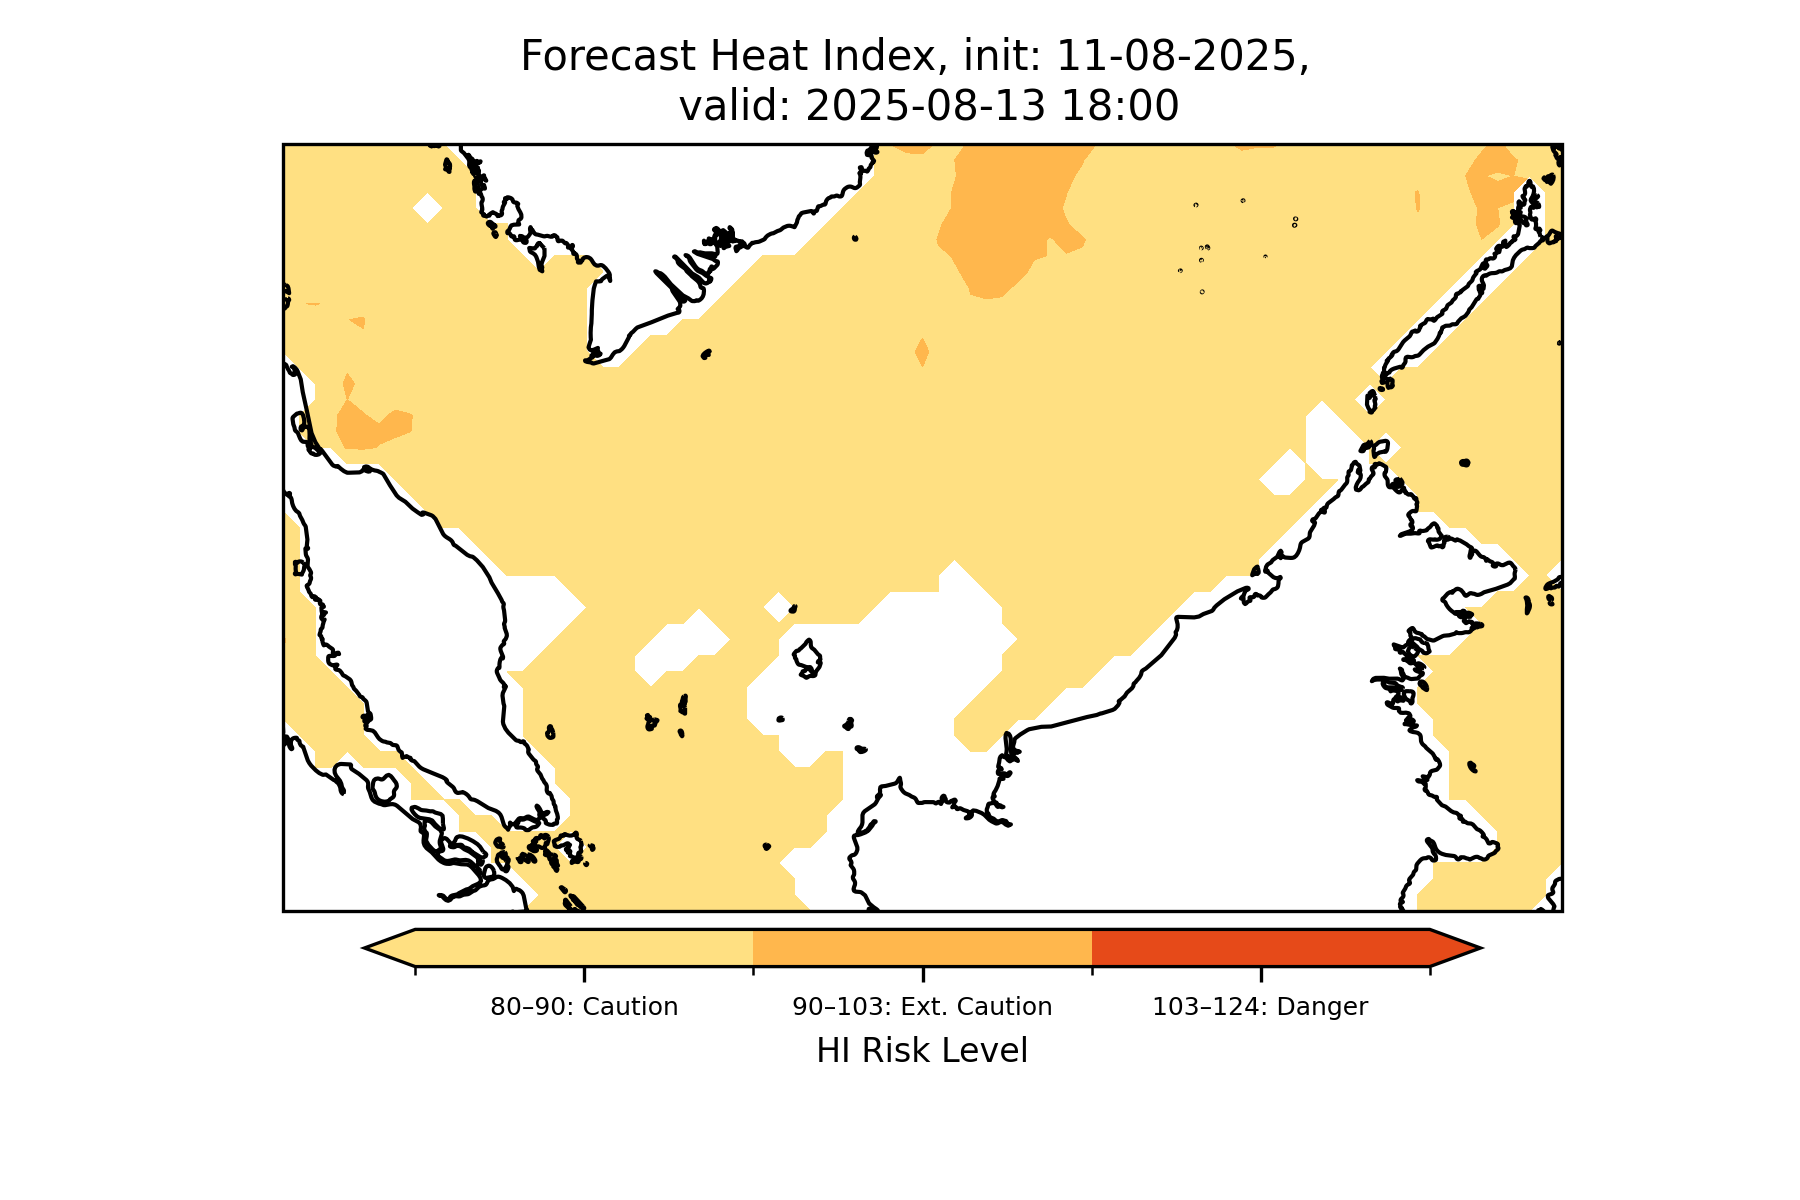 Forecast Heat Index, init: 11-08-2025,
valid: 2025-08-13 18:00
80–90: Caution
90–103: Ext. Caution
103–124: Danger
HI Risk Level